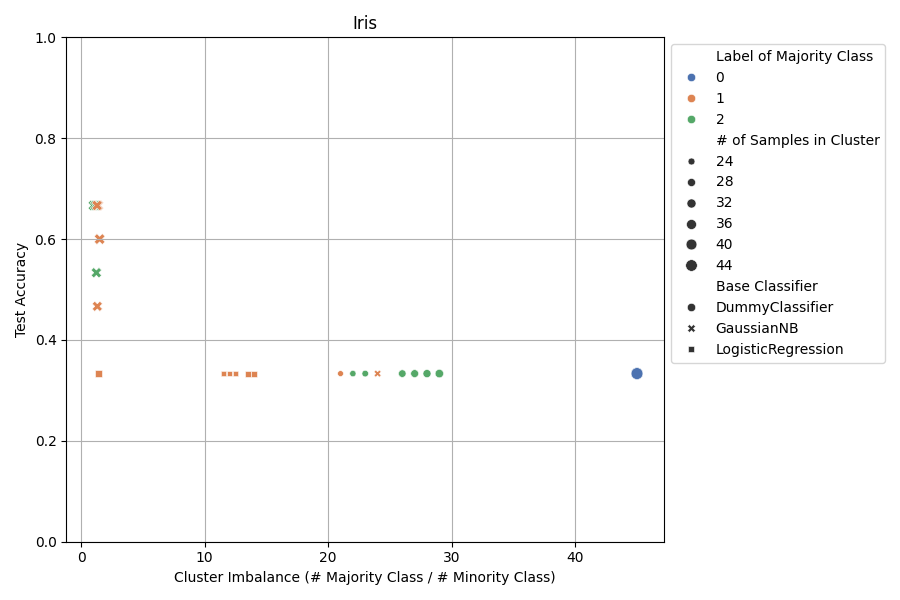 Iris
1.0
0.8
0.6
0.4
0.2
0.0
Test Accuracy
0
10
20
30
40
Cluster Imbalance (# Majority Class / # Minority Class)
Label of Majority Class
0
1
2
# of Samples in Cluster
24
28
32
36
40
44
Base Classifier
DummyClassifier
GaussianNB
LogisticRegression